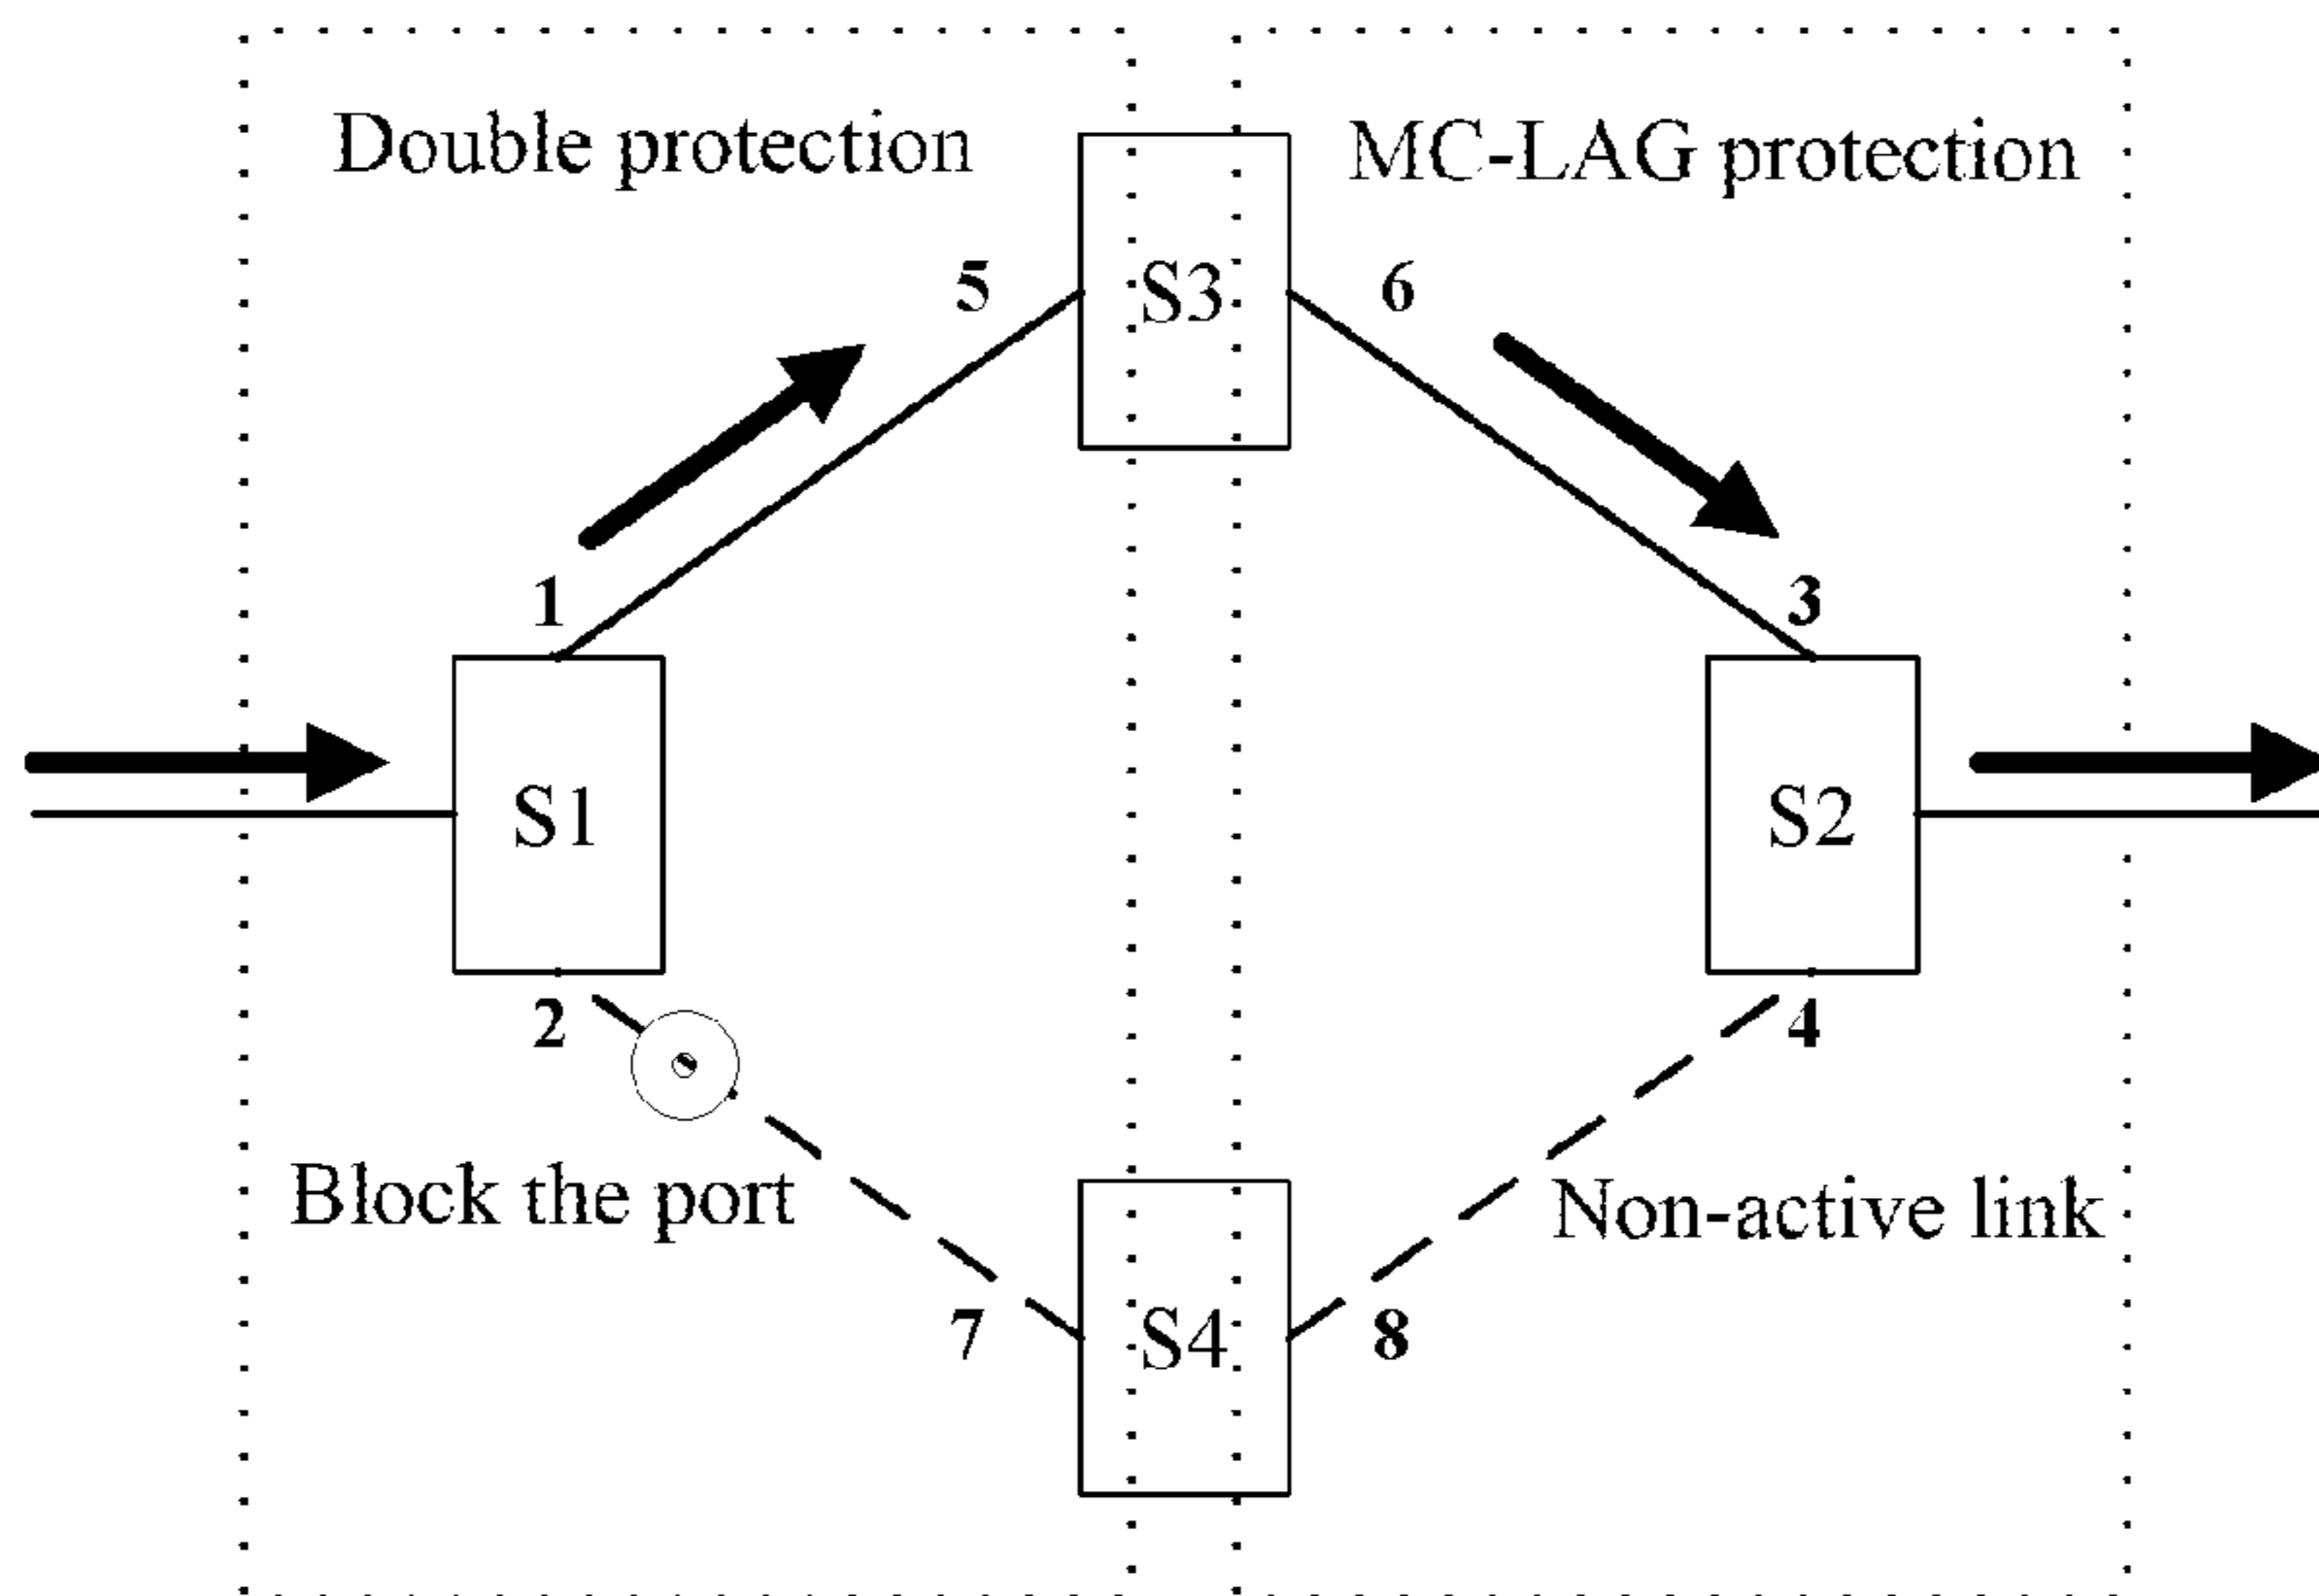 Double protection
MC-LAG protection
5
S3
6
1
3
S1
S2
2
4
Block the port
Non-active link
7
S4
8